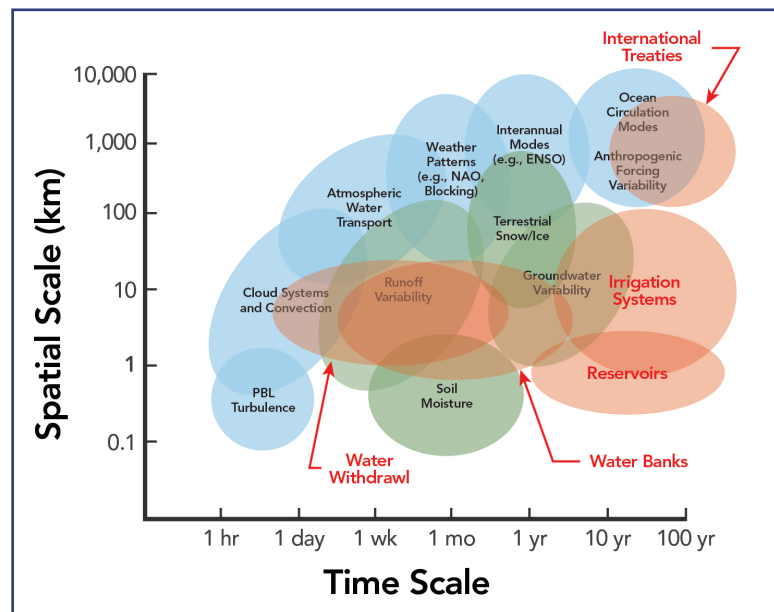 International
Treaties
10,000
1,000
100
10
1
0.1
Spatial Scale (km)
Ocean
Circulation
Modes
Anthropogenic
Forcing
Variability
Interannual
Modes
(e.g., ENSO)
Weather
Patterns
(e.g., NAO,
Blocking)
Atmospheric
Water
Transport
Terrestrial
Snow/Ice
Cloud Systems
and Convection
Runoff
Variability
Groundwater
Variability
Irrigation
Systems
Reservoirs
PBL
Turbulence
Soil
Moisture
Water
Withdrawl
Water Banks
1 hr
1 day
1 wk
1 mo
1 yr
10 yr
100 yr
Time Scale